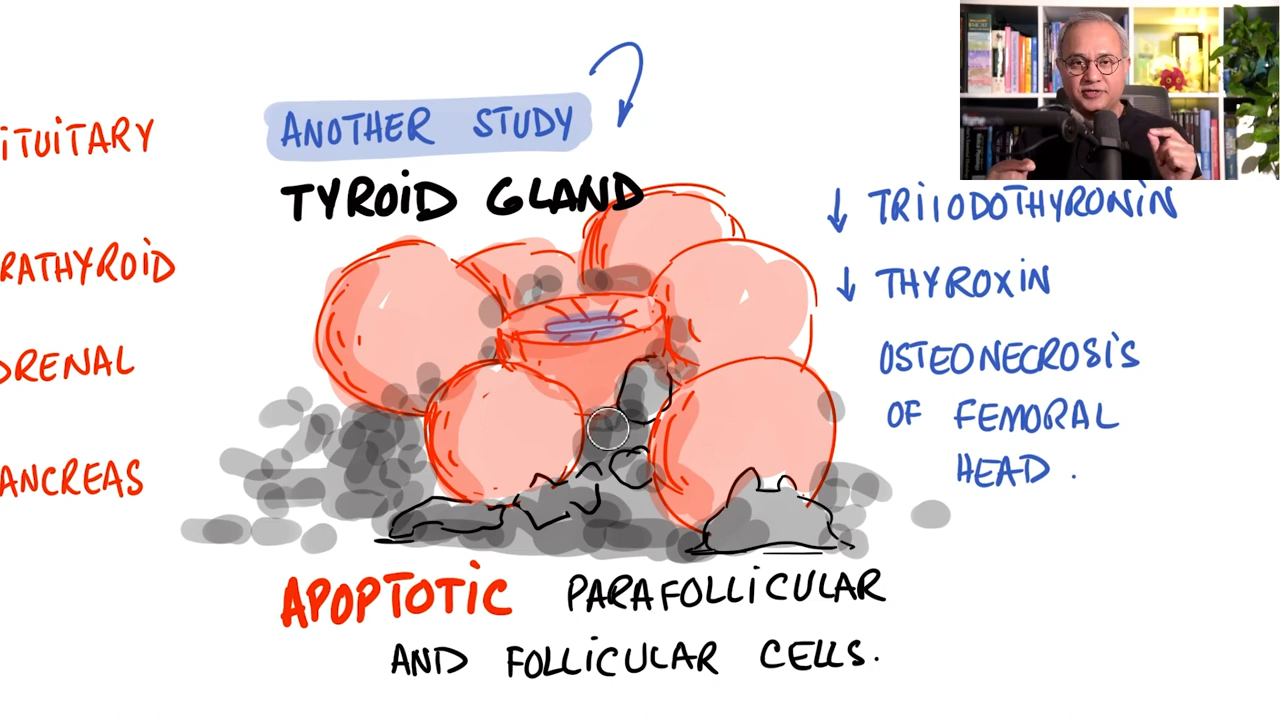 ITUITARY
RATHYROID
DRENAL
ANCREAS
ANOTHER STUDY
TYROID GLAND
↓ TRIIODOTHYRONIN
↓ THYROXIN
OSTEONECROSIS
OF FEMORAL
HEAD.
APOPTOTIC PARAFOLLICULAR
AND FOLLICULAR CELLS.